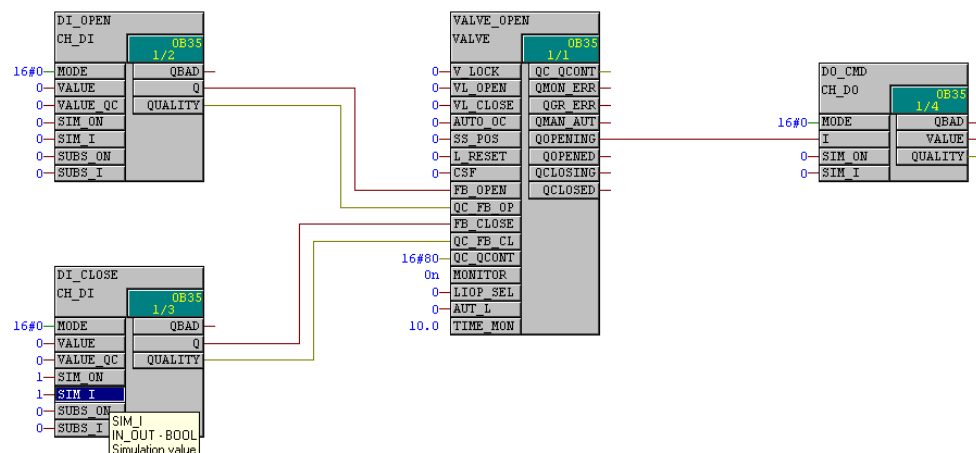 DI_OPEN
CH_DI
OB35
1/2
16#0 MODE QBAD
0 VALUE Q
0 VALUE_QC QUALITY
0 SIM_ON
0 SIM_I
0 SUBS_ON
0 SUBS_I
VALVE_OPEN
VALVE
OB35
1/1
0 V_LOCK QC_QCONT
0 VL_OPEN QMON_ERR
0 VL_CLOSE QGR_ERR
0 AUTO_OC QMAN_AUT
0 SS_POS QOPENING
0 L_RESET QOPENED
0 CSF QCLOSING
FB_OPEN QCLOSED
QC_FB_OP
FB_CLOSE
QC_FB_CL
16#80 QC_QCONT
On MONITOR
0 LIOP_SEL
0 AUT_L
10.0 TIME_MON
DO_CMD
CH_DO
OB35
1/4
16#0 MODE QBAD
I VALUE
0 SIM_ON QUALITY
0 SIM_I
DI_CLOSE
CH_DI
OB35
1/3
16#0 MODE QBAD
0 VALUE Q
0 VALUE_QC QUALITY
1 SIM_ON
1 SIM_I
0 SUBS_ON
0 SUBS_I
SIM_I
IN_OUT - BOOL
Simulation value